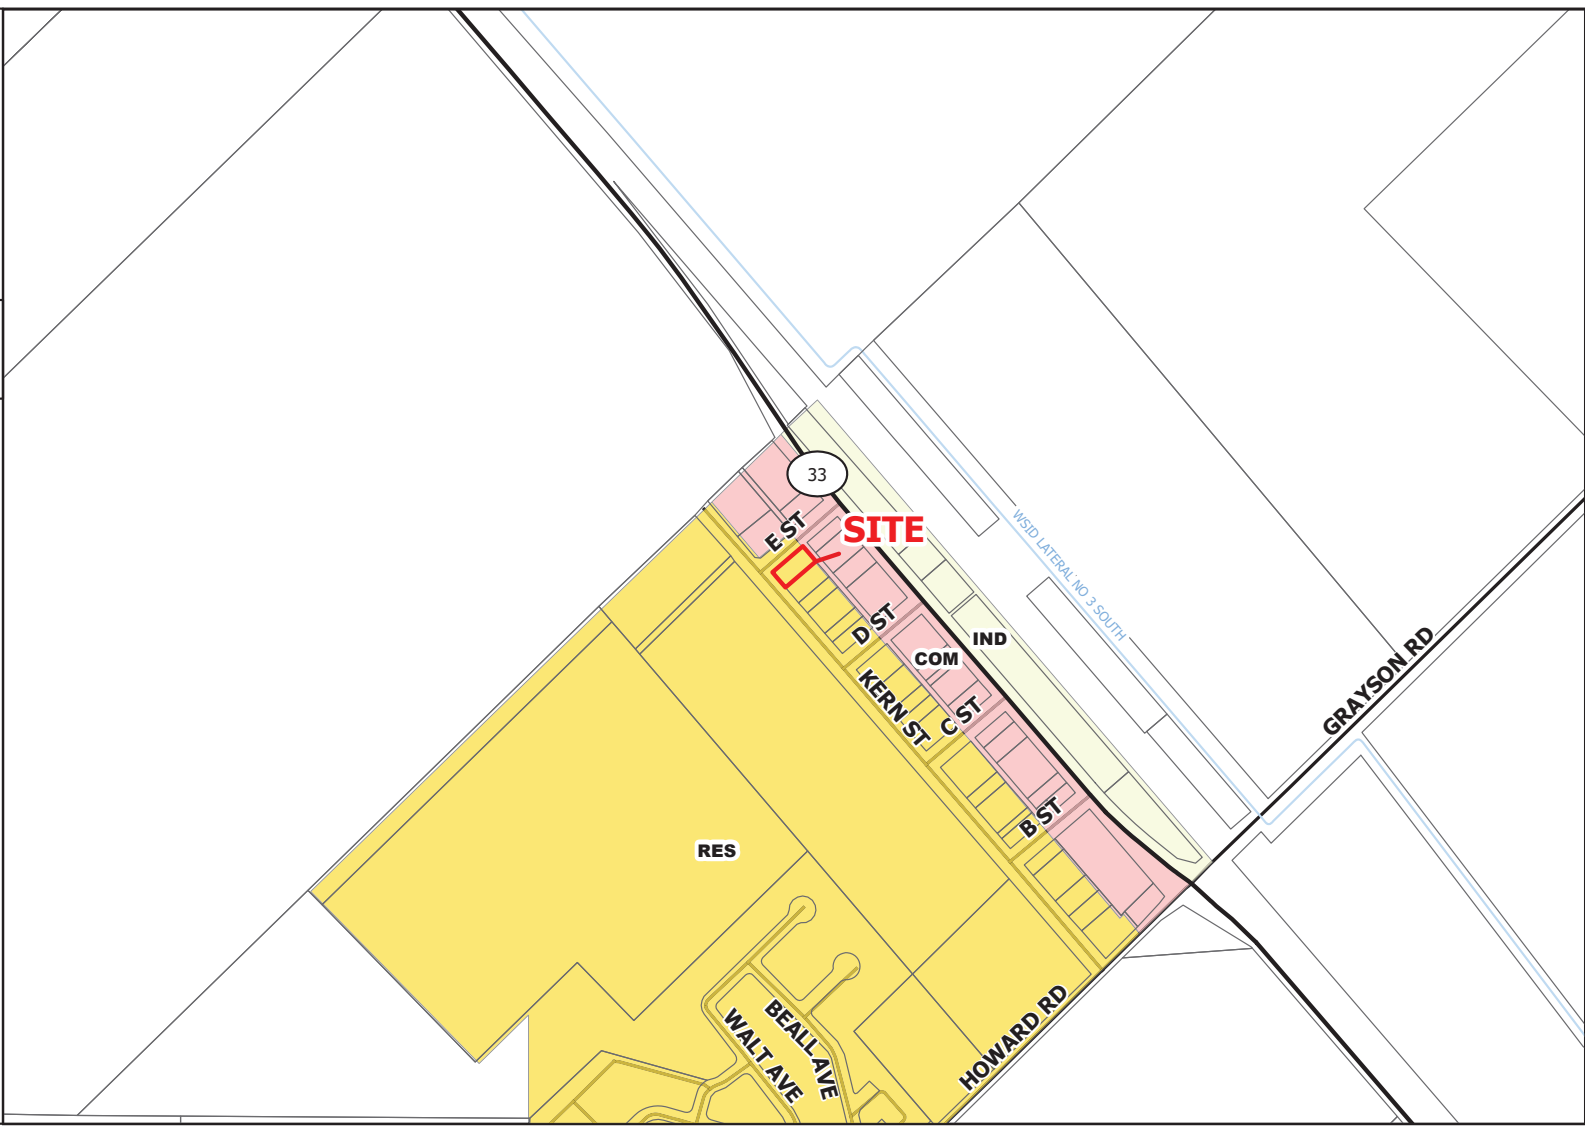 33
E ST
SITE
WSID LATERAL NO 3 SOUTH
D ST
IND
COM
GRAYSON RD
KERN ST
C ST
B ST
RES
HOWARD RD
BEALL AVE
WALT AVE